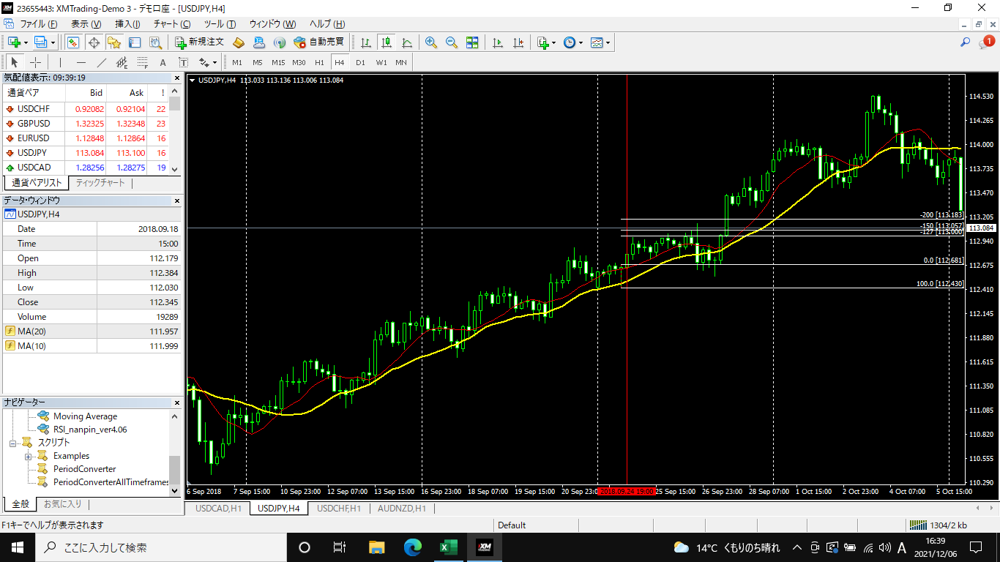 23655443: XMTrading-Demo 3 - デモ口座 - [USDJPY,H4]
ファイル (F) 表示 (V) 挿入(I) チャート (C) ツール (T) ウィンドウ (W) ヘルプ (H)
新規注文 自動売買 1
A T M1 M5 M15 M30 H1 H4 D1 W1 MN
気配値表示: 09:39:19
通貨ペア Bid Ask !
USDCHF 0.92082 0.92104 22
GBPUSD 1.32325 1.32348 23
EURUSD 1.12848 1.12864 16
USDJPY 113.084 113.100 16
USDCAD 1.28256 1.28275 19
通貨ペアリスト ティックチャート
データ・ウィンドウ
USDJPY,H4
Date 2018.09.18
Time 15:00
Open 112.179
High 112.384
Low 112.030
Close 112.345
Volume 19289
MA(20) 111.957
MA(10) 111.999
ナビゲーター
Moving Average
RSI_nanpin_ver4.06
スクリプト
Examples
PeriodConverter
PeriodConverterAllTimeframes
全般 お気に入り
USDJPY,H4 113.033 113.136 113.006 113.084
114.530
114.265
114.000
113.735
113.470
113.205
113.084
112.940
112.675
112.410
112.145
111.880
111.615
111.350
111.085
110.820
110.555
110.290
-200 [113.183]
-150 [113.057]
-127 [113.000]
0.0 [112.681]
100.0 [112.430]
6 Sep 2018 7 Sep 15:00 10 Sep 23:00 12 Sep 07:00 13 Sep 15:00 16 Sep 23:00 18 Sep 07:00 19 Sep 15:00 20 Sep 23:00 2018.09.24 19:00 25 Sep 15:00 26 Sep 23:00 28 Sep 07:00 1 Oct 15:00 2 Oct 23:00 4 Oct 07:00 5 Oct 15:00
USDCAD,H1 USDJPY,H4 USDCHF,H1 AUDNZD,H1
F1キーでヘルプが表示されます Default 1304/2 kb
ここに入力して検索 14°C くもりのち晴れ A 16:39
2021/12/06